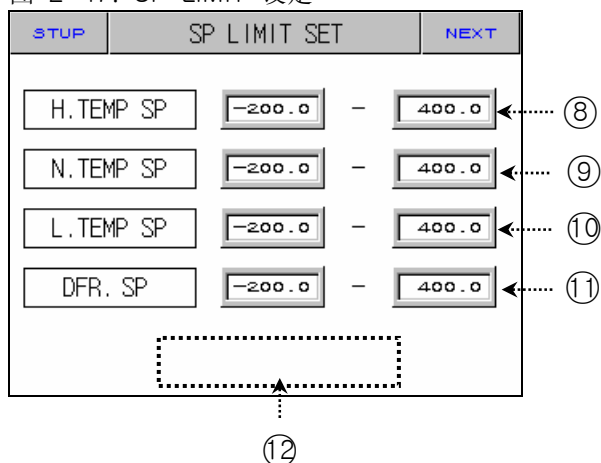 STUP SP LIMIT SET NEXT
H.TEMP SP -200.0 - 400.0 ⑧
N.TEMP SP -200.0 - 400.0 ⑨
L.TEMP SP -200.0 - 400.0 ⑩
DFR. SP -200.0 - 400.0 ⑪
⑫